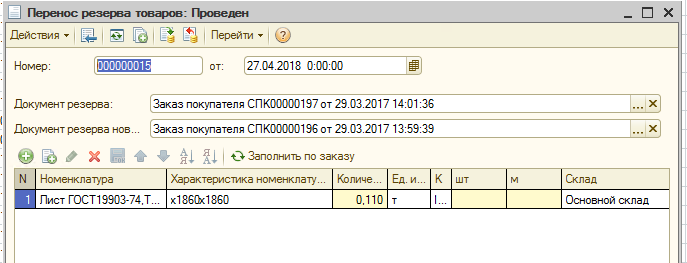 Перенос резерва товаров: Проведен
Действия Перейти ?
Номер: 000000015 от: 27.04.2018 0:00:00
Документ резерва: Заказ покупателя СПК00000197 от 29.03.2017 14:01:36 ... ×
Документ резерва нов... Заказ покупателя СПК00000196 от 29.03.2017 13:59:39 ... ×
Заполнить по заказу
N Номенклатура Характеристика номенклату... Количе... Ед. и... К шт м Склад
1 Лист ГОСТ19903-74,Т... х1860х1860 0,110 т Основной склад